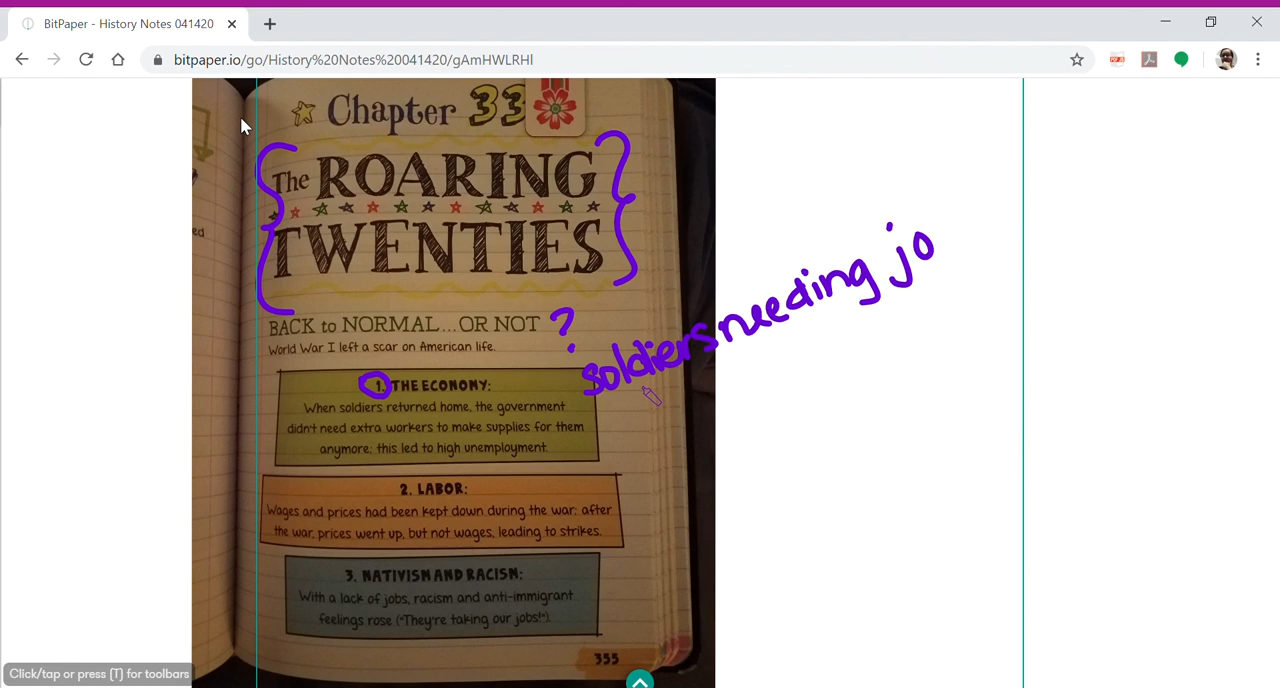 BitPaper - History Notes 041420
bitpaper.io/go/History%20Notes%20041420/gAmHWLRHl
Chapter 33
The ROARING
TWENTIES
BACK to NORMAL...OR NOT ?
World War I left a scar on American life.
soldiers needing jo
1. THE ECONOMY:
When soldiers returned home, the government
didn't need extra workers to make supplies for them
anymore; this led to high unemployment.
2. LABOR:
Wages and prices had been kept down during the war; after
the war, prices went up, but not wages, leading to strikes.
3. NATIVISM AND RACISM:
With a lack of jobs, racism and anti-immigrant
feelings rose ("They're taking our jobs!").
355
Click/tap or press (T) for toolbars